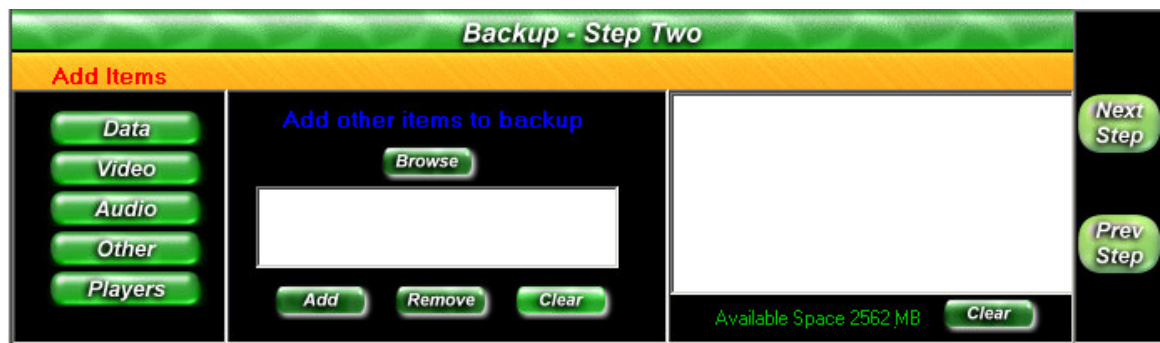 Backup - Step Two
Add Items
Data
Video
Audio
Other
Players
Add other items to backup
Browse
Add Remove Clear
Available Space 2562 MB Clear
Next
Step
Prev
Step